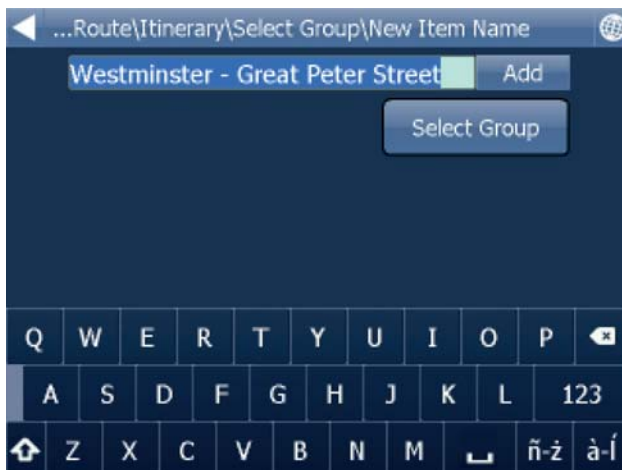 ...Route\Itinerary\Select Group\New Item Name
Westminster - Great Peter Street Add
Select Group
Q W E R T Y U I O P
A S D F G H J K L 123
Z X C V B N M ñ-ż à-Í